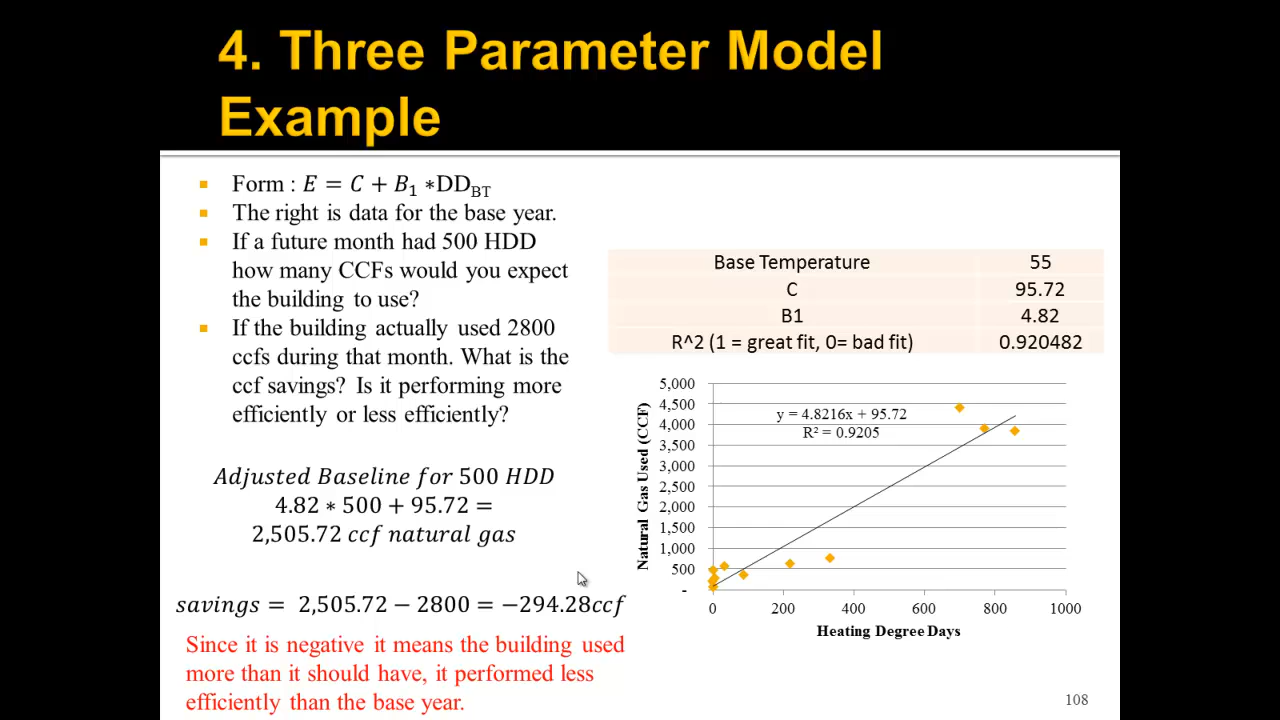 4. Three Parameter Model
Example
▪ Form : E = C + B₁ ∗DD_BT
▪ The right is data for the base year.
▪ If a future month had 500 HDD
how many CCFs would you expect
the building to use?
▪ If the building actually used 2800
ccfs during that month. What is the
ccf savings? Is it performing more
efficiently or less efficiently?
Adjusted Baseline for 500 HDD
4.82 ∗ 500 + 95.72 =
2,505.72 ccf natural gas
savings = 2,505.72 − 2800 = −294.28ccf
Since it is negative it means the building used
more than it should have, it performed less
efficiently than the base year.
Base Temperature 55
C 95.72
B1 4.82
R^2 (1 = great fit, 0= bad fit) 0.920482
Natural Gas Used (CCF)
5,000
4,500
4,000
3,500
3,000
2,500
2,000
1,500
1,000
500
-
y = 4.8216x + 95.72
R² = 0.9205
0 200 400 600 800 1000
Heating Degree Days
108